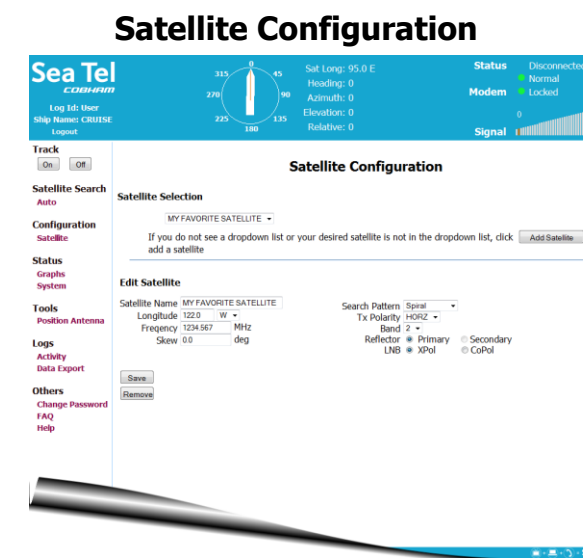 Satellite Configuration
Sea Tel
COBHAM
Log Id: User
Ship Name: CRUISE
Logout
0
315
45
270
90
225
135
180
Sat Long: 95.0 E
Heading: 0
Azimuth: 0
Elevation: 0
Relative: 0
Status Disconnected
Normal
Modem Locked
0
Signal
Track
On Off
Satellite Search
Auto
Configuration
Satellite
Status
Graphs
System
Tools
Position Antenna
Logs
Activity
Data Export
Others
Change Password
FAQ
Help
Satellite Configuration
Satellite Selection
MY FAVORITE SATELLITE
If you do not see a dropdown list or your desired satellite is not in the dropdown list, click Add Satellite
add a satellite
Edit Satellite
Satellite Name MY FAVORITE SATELLITE
Longitude 122.0 W
Freqency 1234.567 MHz
Skew 0.0 deg
Search Pattern Spiral
Tx Polarity HORZ
Band 2
Reflector Primary Secondary
LNB XPol CoPol
Save
Remove